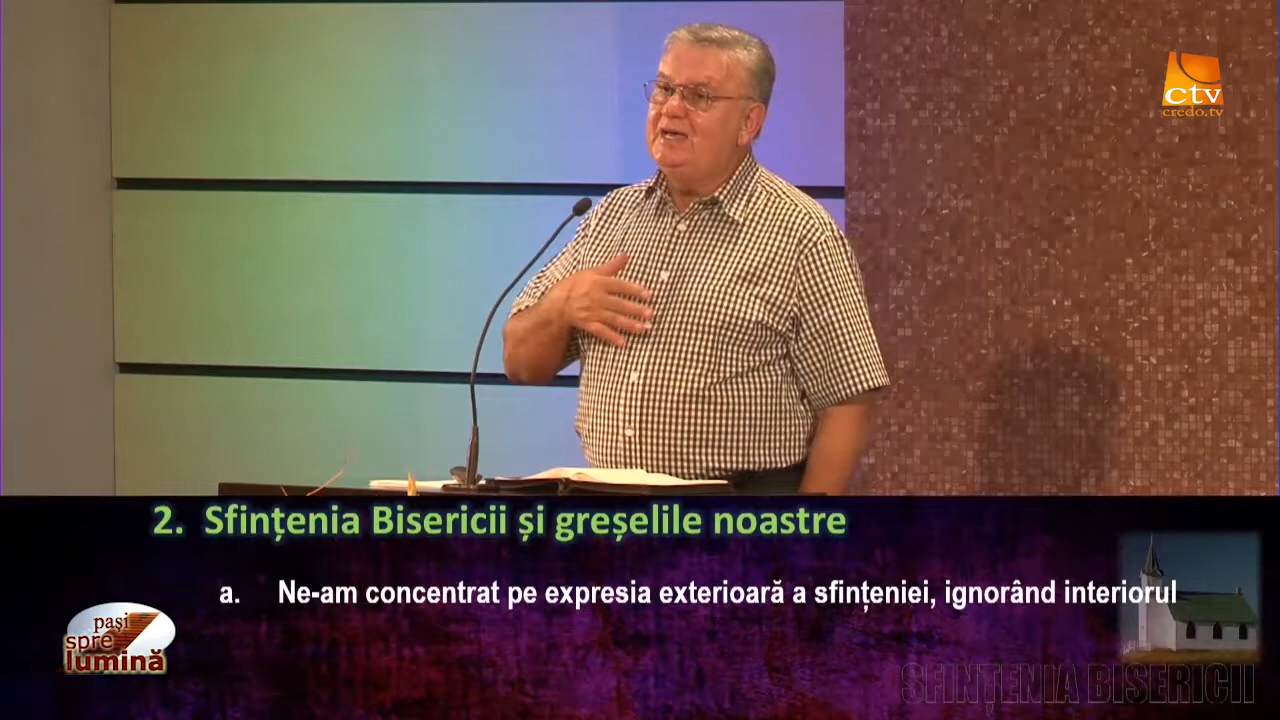 ctv
credo.tv
2. Sfințenia Bisericii și greșelile noastre
a. Ne-am concentrat pe expresia exterioară a sfințeniei, ignorând interiorul
pași
spre
lumină
SFINȚENIA BISERICII